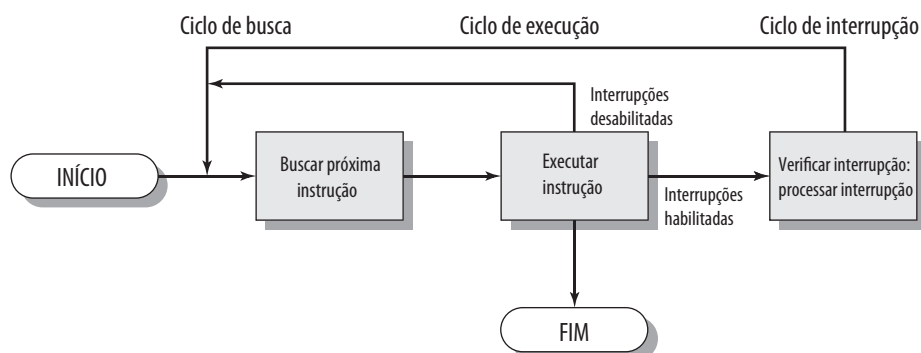 Ciclo de busca
Ciclo de execução
Ciclo de interrupção
Interrupções
desabilitadas
INÍCIO
Buscar próxima
instrução
Executar
instrução
Interrupções
habilitadas
Verificar interrupção:
processar interrupção
FIM